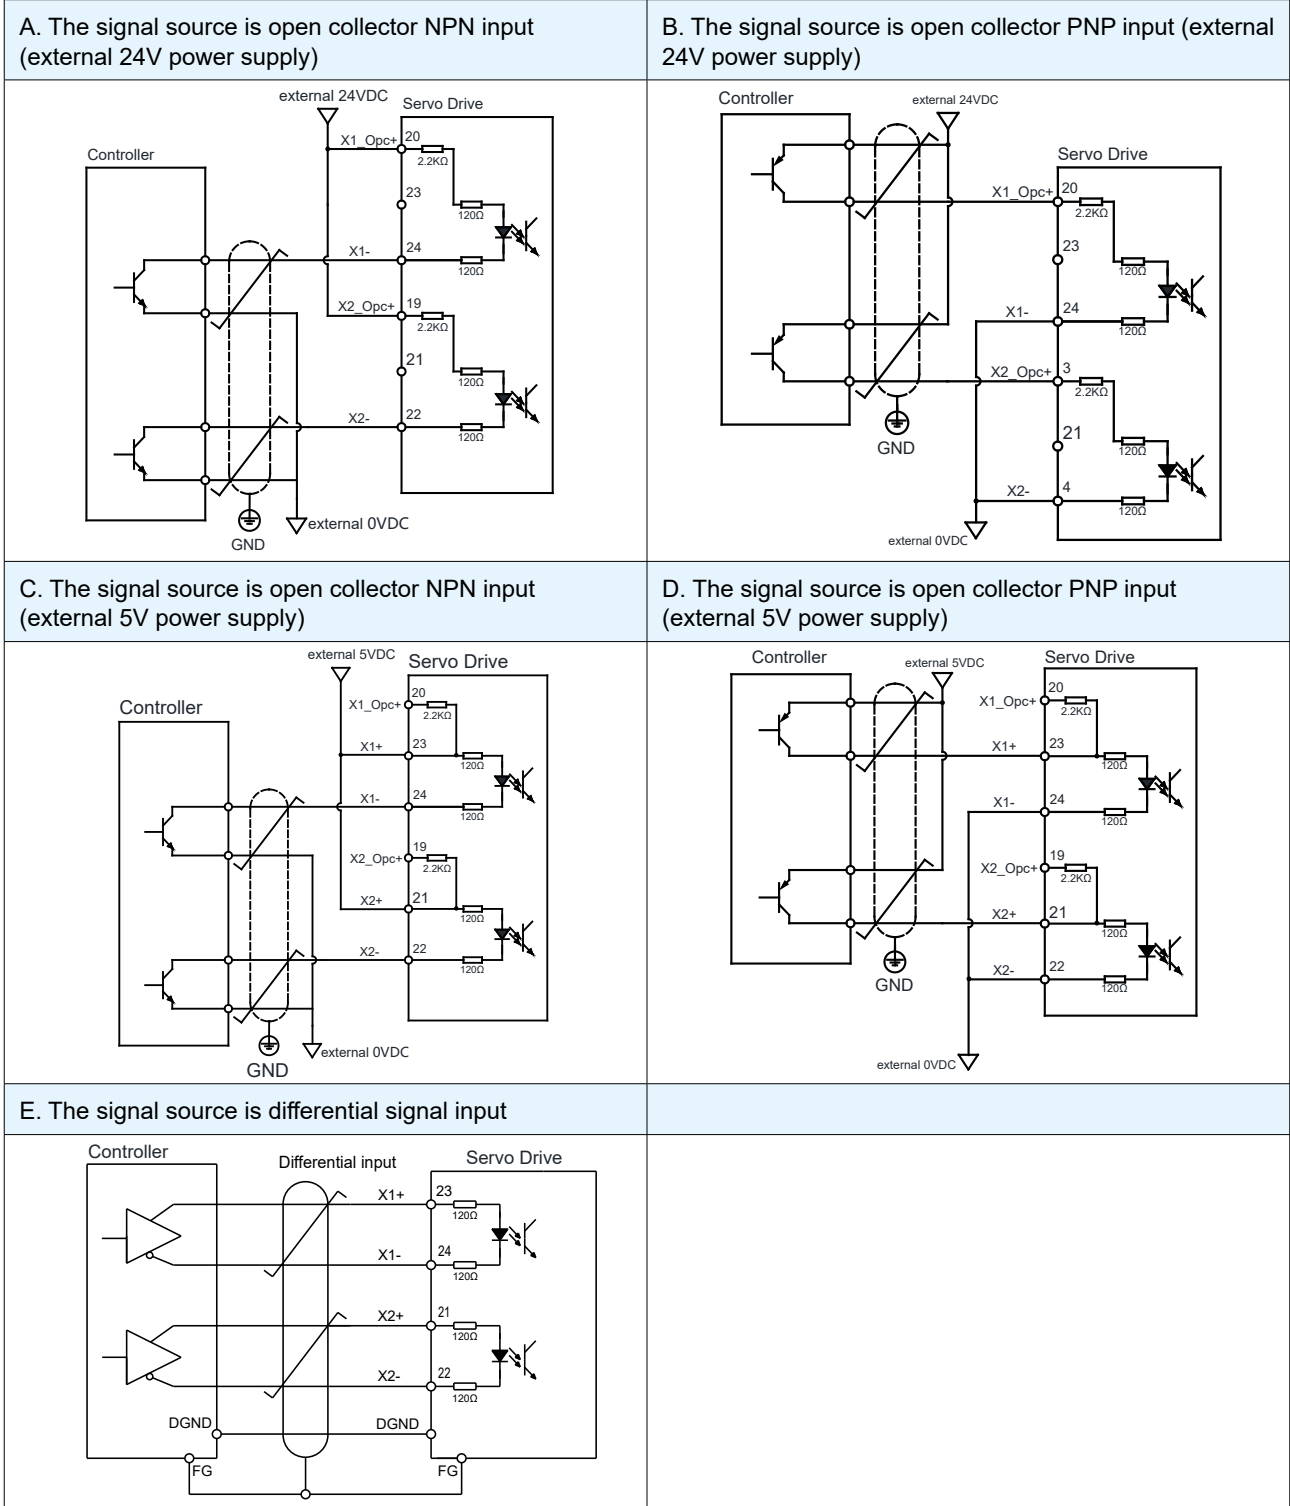 A. The signal source is open collector NPN input
(external 24V power supply)
B. The signal source is open collector PNP input (external
24V power supply)
external 24VDC
Servo Drive
Controller
X1_Opc+
20
2.2KΩ
23
120Ω
X1-
24
120Ω
X2_Opc+
19
2.2KΩ
21
120Ω
X2-
22
120Ω
external 0VDC
GND
Controller
external 24VDC
Servo Drive
X1_Opc+
20
2.2KΩ
23
120Ω
X1-
24
120Ω
X2_Opc+
3
2.2KΩ
21
120Ω
X2-
4
120Ω
GND
external 0VDC
C. The signal source is open collector NPN input
(external 5V power supply)
D. The signal source is open collector PNP input
(external 5V power supply)
external 5VDC
Servo Drive
Controller
X1_Opc+
20
2.2KΩ
X1+
23
120Ω
X1-
24
120Ω
X2_Opc+
19
2.2KΩ
X2+
21
120Ω
X2-
22
120Ω
external 0VDC
GND
Controller
external 5VDC
Servo Drive
X1_Opc+
20
2.2KΩ
X1+
23
120Ω
X1-
24
120Ω
X2_Opc+
19
2.2KΩ
X2+
21
120Ω
X2-
22
120Ω
GND
external 0VDC
E. The signal source is differential signal input
Controller
Differential input
Servo Drive
X1+
23
120Ω
X1-
24
120Ω
X2+
21
120Ω
X2-
22
120Ω
DGND
DGND
FG
FG